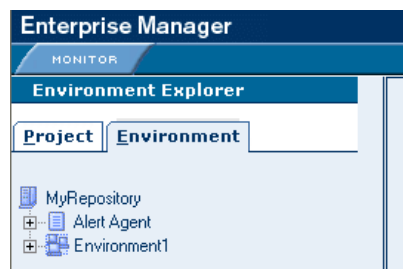 Enterprise Manager
MONITOR
Environment Explorer
Project Environment
MyRepository
Alert Agent
Environment1